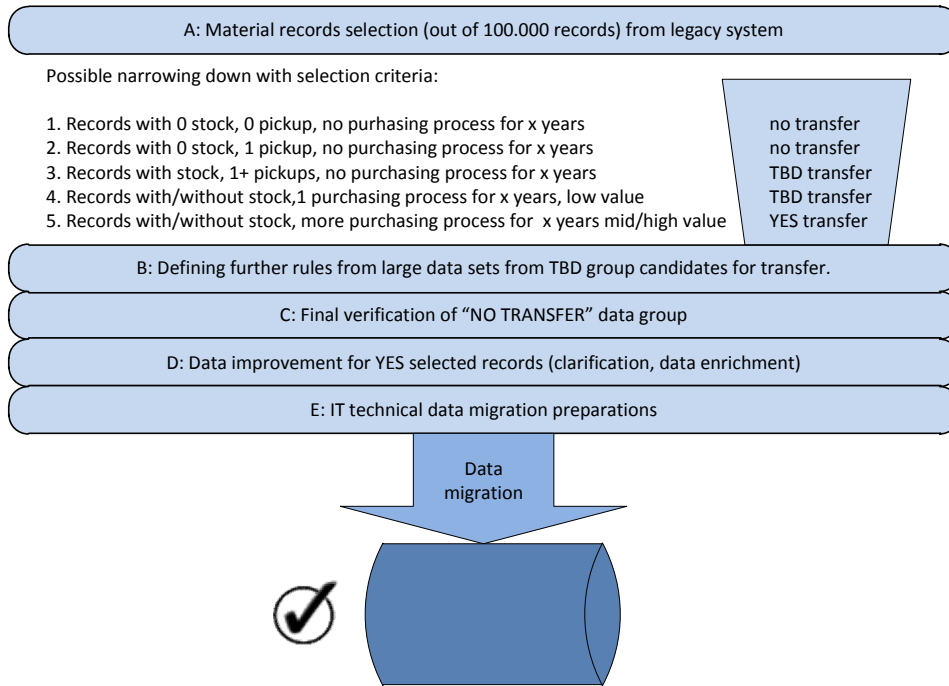 A: Material records selection (out of 100.000 records) from legacy system
Possible narrowing down with selection criteria:
1. Records with 0 stock, 0 pickup, no purhasing process for x years no transfer
2. Records with 0 stock, 1 pickup, no purchasing process for x years no transfer
3. Records with stock, 1+ pickups, no purchasing process for x years TBD transfer
4. Records with/without stock,1 purchasing process for x years, low value TBD transfer
5. Records with/without stock, more purchasing process for x years mid/high value YES transfer
B: Defining further rules from large data sets from TBD group candidates for transfer.
C: Final verification of “NO TRANSFER” data group
D: Data improvement for YES selected records (clarification, data enrichment)
E: IT technical data migration preparations
Data
migration